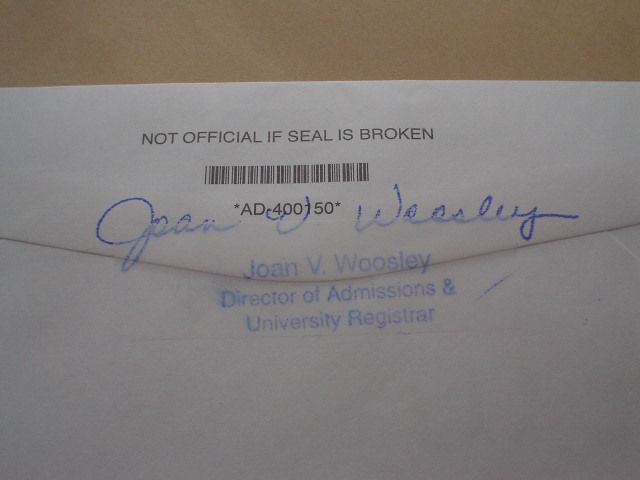 NOT OFFICIAL IF SEAL IS BROKEN
*AD-400150*
Joan V. Woosley
Joan V. Woosley
Director of Admissions &
University Registrar